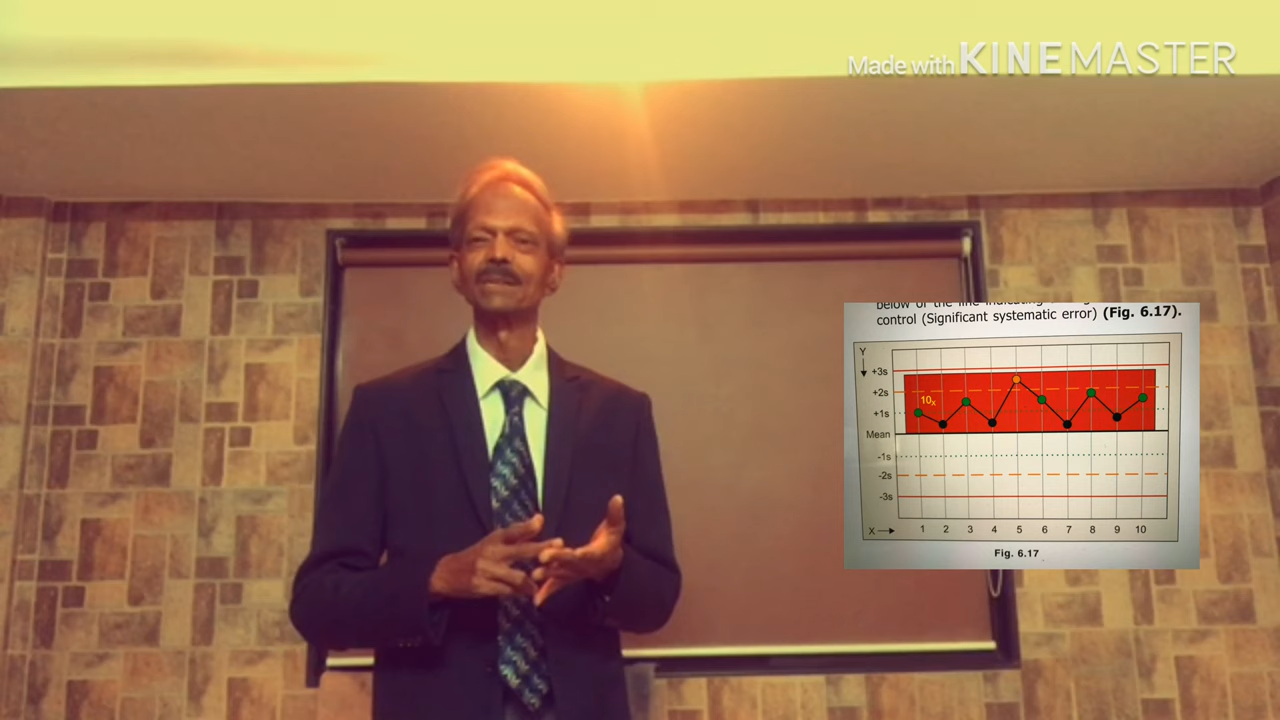 Made with KINEMASTER
control (Significant systematic error) (Fig. 6.17).
Y
+3s
+2s
10x
+1s
Mean
-1s
-2s
-3s
X
1 2 3 4 5 6 7 8 9 10
Fig. 6.17